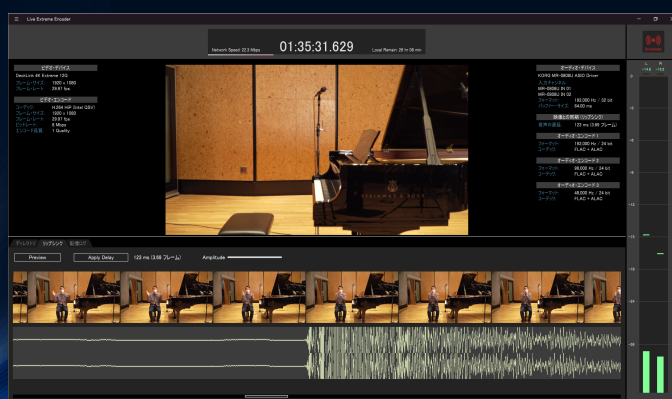 Live Extreme Encoder
Network Speed: 22.3 Mbps
01:35:31.629
Local Remain: 28 hr 36 min
ビデオ・デバイス
DeckLink 4K Extreme 12G
フレーム・サイズ: 1920 x 1080
フレーム・レート: 29.97 fps
ビデオ・エンコード
コーデック: H.264 HiP (Intel QSV)
フレーム・サイズ: 1920 x 1080
フレーム・レート: 29.97 fps
ビットレート: 6 Mbps
エンコード品質: 1 Quality
STEINWAY & SONS
オーディオ・デバイス
KORG MR-0808U ASIO Driver
入力チャンネル:
MR-0808U IN 01
MR-0808U IN 02
フォーマット: 192,000 Hz / 32 bit
バッファー・サイズ: 64.00 ms
映像との同期 (リップシンク)
音声の遅延: 123 ms (3.69 フレーム)
オーディオ・エンコード 1
フォーマット: 192,000 Hz / 24 bit
コーデック: FLAC + ALAC
オーディオ・エンコード 2
フォーマット: 96,000 Hz / 24 bit
コーデック: FLAC + ALAC
オーディオ・エンコード 3
フォーマット: 48,000 Hz / 24 bit
コーデック: FLAC + ALAC
L R
リップシンク
Preview
Apply Delay
123 ms (3.69 フレーム)
Amplitude